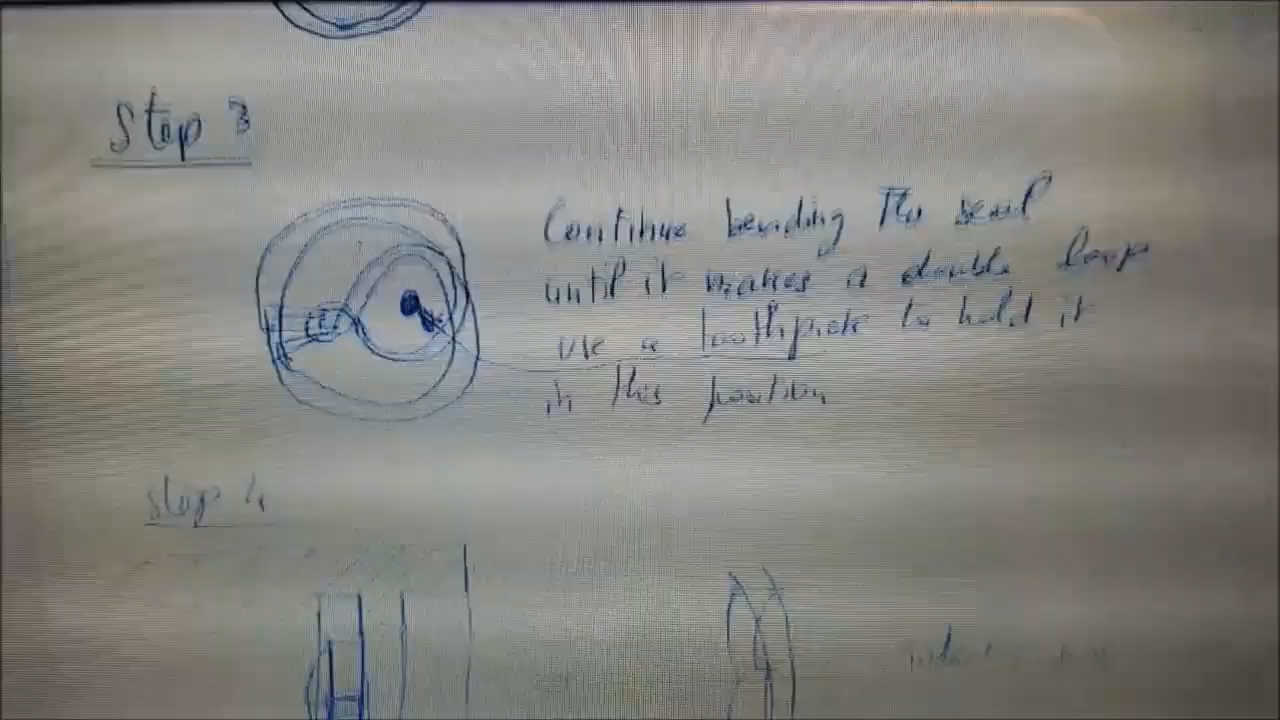 Step 3
Continue bending The seal
until it makes a double loop
use a toothpick to hold it
in this position
step 4